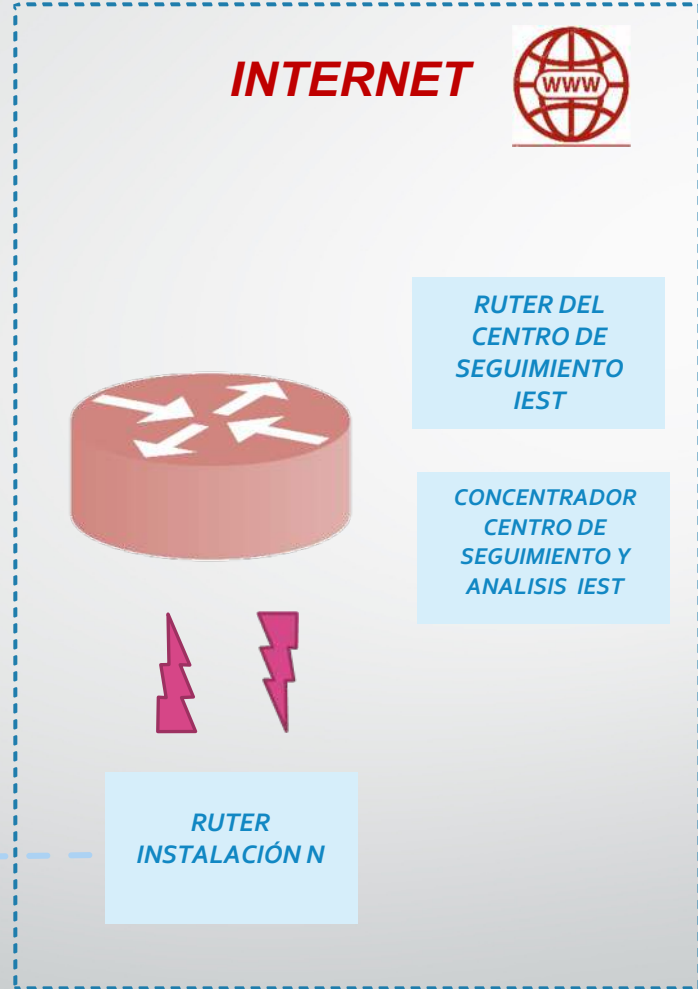 INTERNET
WWW
RUTER DEL
CENTRO DE
SEGUIMIENTO
IEST
CONCENTRADOR
CENTRO DE
SEGUIMIENTO Y
ANALISIS IEST
RUTER
INSTALACIÓN N